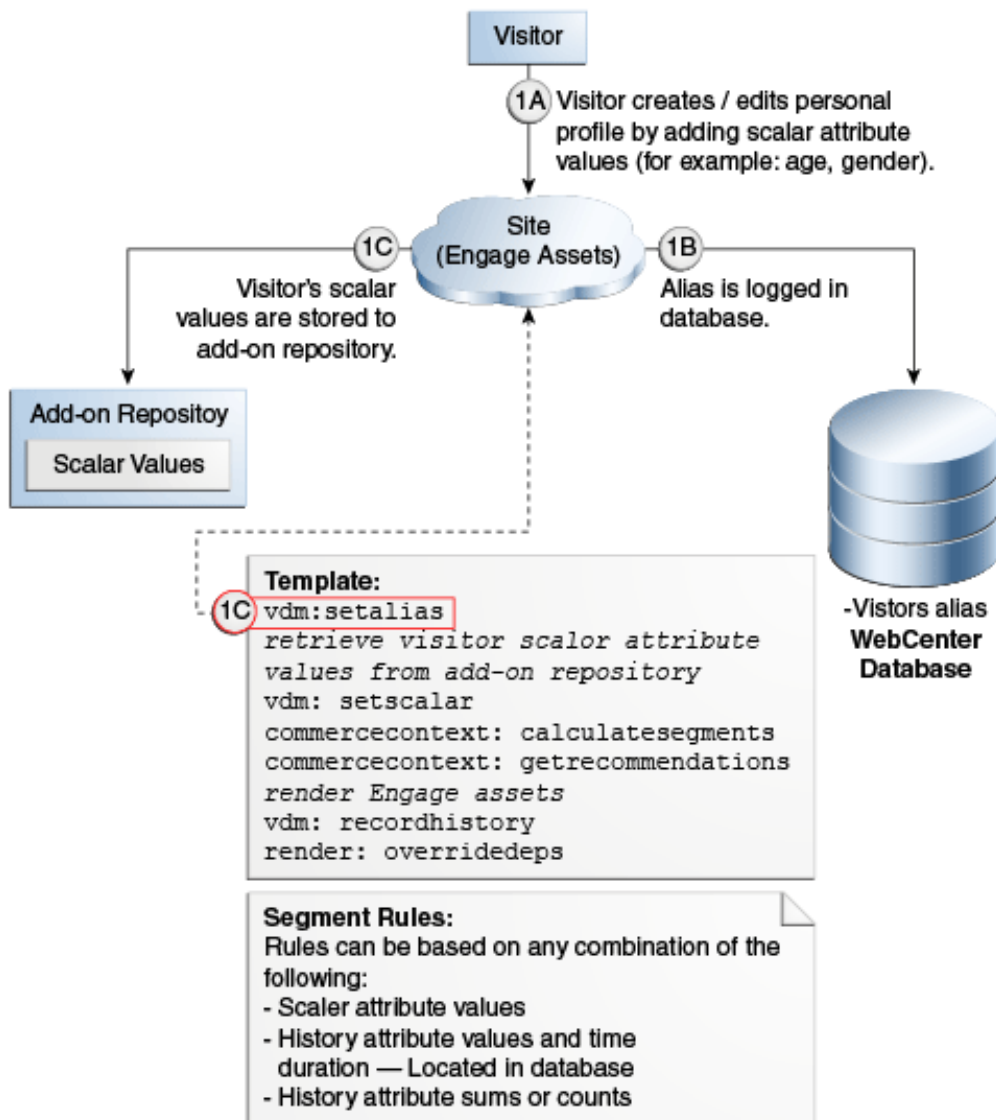 Visitor
1A
Visitor creates / edits personal
profile by adding scalar attribute
values (for example: age, gender).
Site
(Engage Assets)
1C
1B
Visitor's scalar
values are stored to
add-on repository.
Alias is logged in
database.
Add-on Repositoy
Scalar Values
-Vistors alias
WebCenter
Database
Template:
1C
vdm:setalias
retrieve visitor scalor attribute
values from add-on repository
vdm: setscalar
commercecontext: calculatesegments
commercecontext: getrecommendations
render Engage assets
vdm: recordhistory
render: overridedeps
Segment Rules:
Rules can be based on any combination of the
following:
- Scaler attribute values
- History attribute values and time
duration — Located in database
- History attribute sums or counts